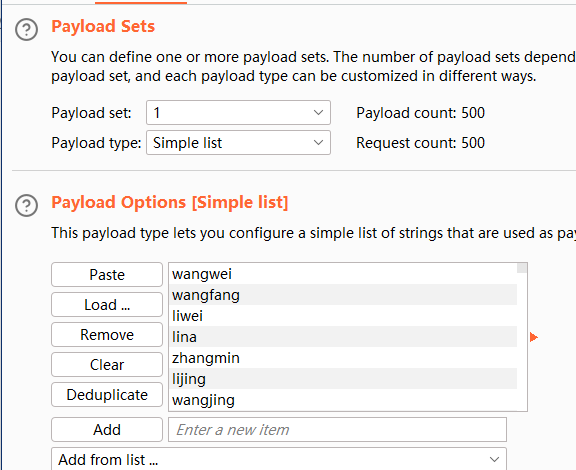 Payload Sets
You can define one or more payload sets. The number of payload sets depend
payload set, and each payload type can be customized in different ways.
Payload set: 1 Payload count: 500
Payload type: Simple list Request count: 500
Payload Options [Simple list]
This payload type lets you configure a simple list of strings that are used as pay
Paste
Load ...
Remove
Clear
Deduplicate
wangwei
wangfang
liwei
lina
zhangmin
lijing
wangjing
Add Enter a new item
Add from list ...